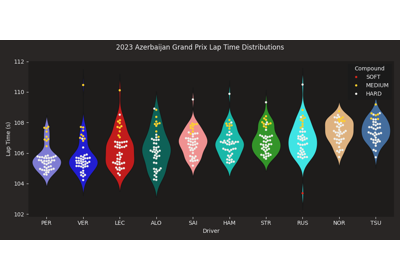 2023 Azerbaijan Grand Prix Lap Time Distributions
112
110
108
106
104
102
Lap Time (s)
Compound
SOFT
MEDIUM
HARD
PER VER LEC ALO SAI HAM STR RUS NOR TSU
Driver